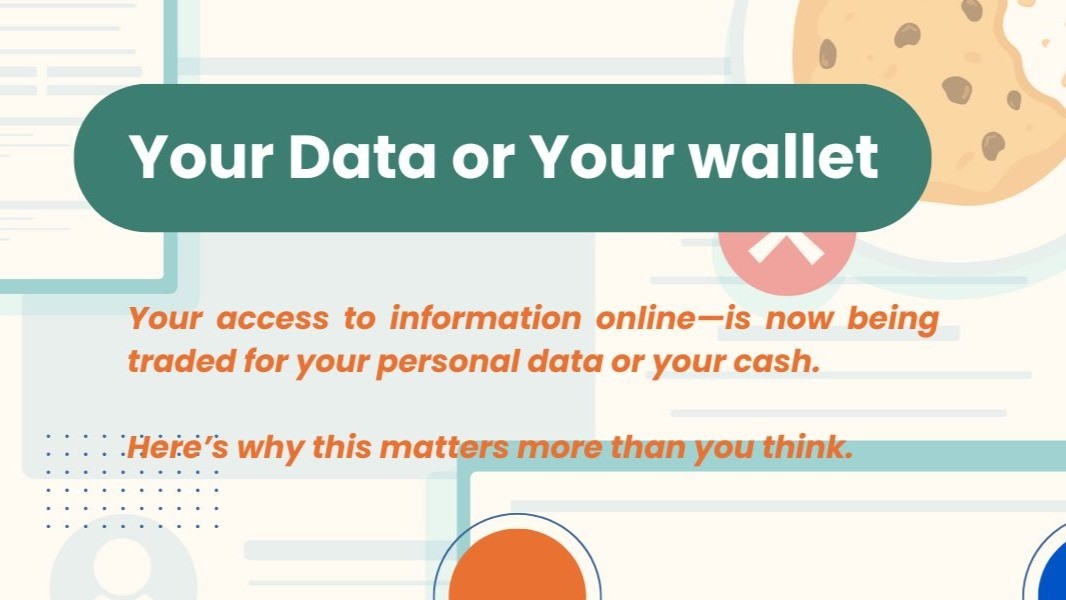 Your Data or Your wallet
Your access to information online—is now being
traded for your personal data or your cash.
Here’s why this matters more than you think.